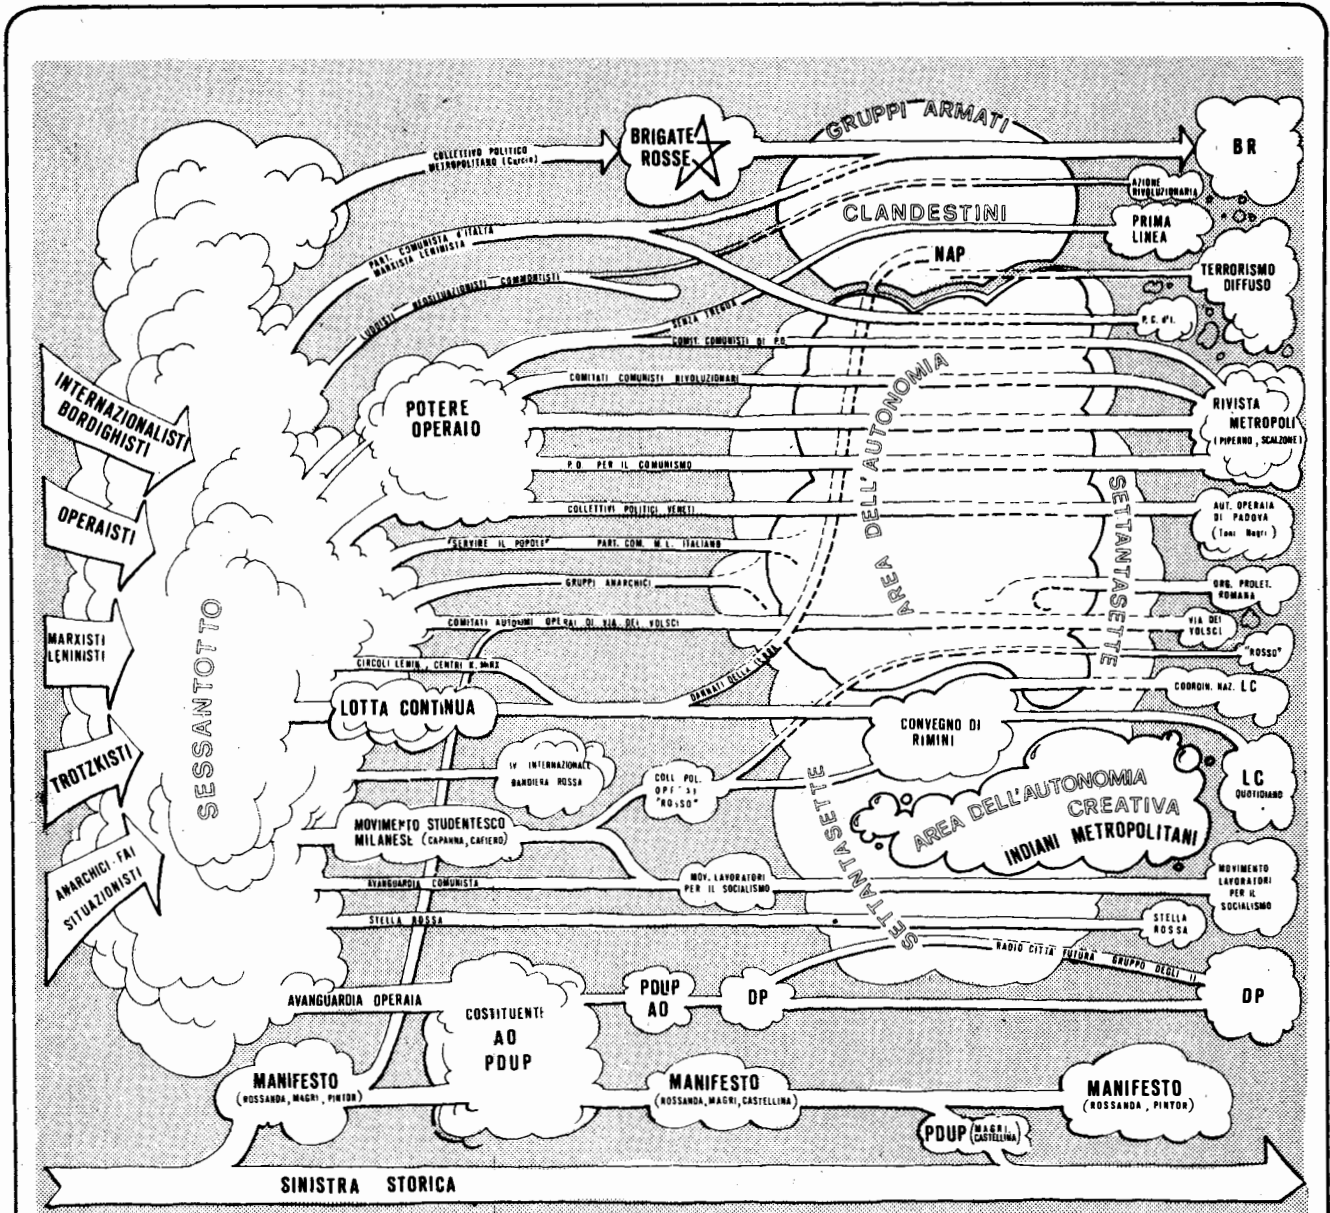 GRUPPI ARMATI
CLANDESTINI
COLLETTIVO POLITICO
METROPOLITANO (Curcio)
BRIGATE
ROSSE
BR
AZIONE
RIVOLUZIONARIA
PRIMA
LINEA
PART. COMUNISTA d'ITALIA
MARXISTA LENINISTA
NAP
TERRORISMO
DIFFUSO
LUDDISTI NEOSITUAZIONISTI COMONTISTI
SENZA TREGUA
P.C. d'I.
COMIT. COMUNISTI DI P.O.
INTERNAZIONALISTI
BORDIGHISTI
COMITATI COMUNISTI RIVOLUZIONARI
POTERE
OPERAIO
AREA DELL'AUTONOMIA
RIVISTA
METROPOLI
(PIPERNO, SCALZONE)
P.O. PER IL COMUNISMO
OPERAISTI
COLLETTIVI POLITICI VENETI
SETTANTASETTE
AUT. OPERAIA
DI PADOVA
(Toni Negri)
"SERVIRE IL POPOLO" PART. COM. M.L. ITALIANO
GRUPPI ANARCHICI
ORG. PROLET.
ROMANA
COMITATI AUTONOMI OPERAI DI VIA DEI VOLSCI
VIA DEI
VOLSCI
MARXISTI
LENINISTI
SESSANTOTTO
CIRCOLI LENIN, CENTRI K. MARX
DANNATI DELLA TERRA
"ROSSO"
COORDIN. NAZ. LC
LOTTA CONTINUA
CONVEGNO DI
RIMINI
TROTZKISTI
IV INTERNAZIONALE
BANDIERA ROSSA
COLL. POL.
OPERAI
"ROSSO"
SETTANTASETTE
AREA DELL'AUTONOMIA
CREATIVA
INDIANI METROPOLITANI
LC
QUOTIDIANO
MOVIMENTO STUDENTESCO
MILANESE (CAPANNA, CAFIERO)
ANARCHICI-FAI
SITUAZIONISTI
AVANGUARDIA COMUNISTA
MOV. LAVORATORI
PER IL SOCIALISMO
MOVIMENTO
LAVORATORI
PER IL
SOCIALISMO
STELLA ROSSA
STELLA
ROSSA
RADIO CITTÀ FUTURA GRUPPO DEGLI 11
AVANGUARDIA OPERAIA
COSTITUENTE
AO
PDUP
PDUP
AO
DP
DP
MANIFESTO
(ROSSANDA, MAGRI, PINTOR)
MANIFESTO
(ROSSANDA, MAGRI, CASTELLINA)
MANIFESTO
(ROSSANDA, PINTOR)
PDUP (MAGRI, CASTELLINA)
SINISTRA STORICA